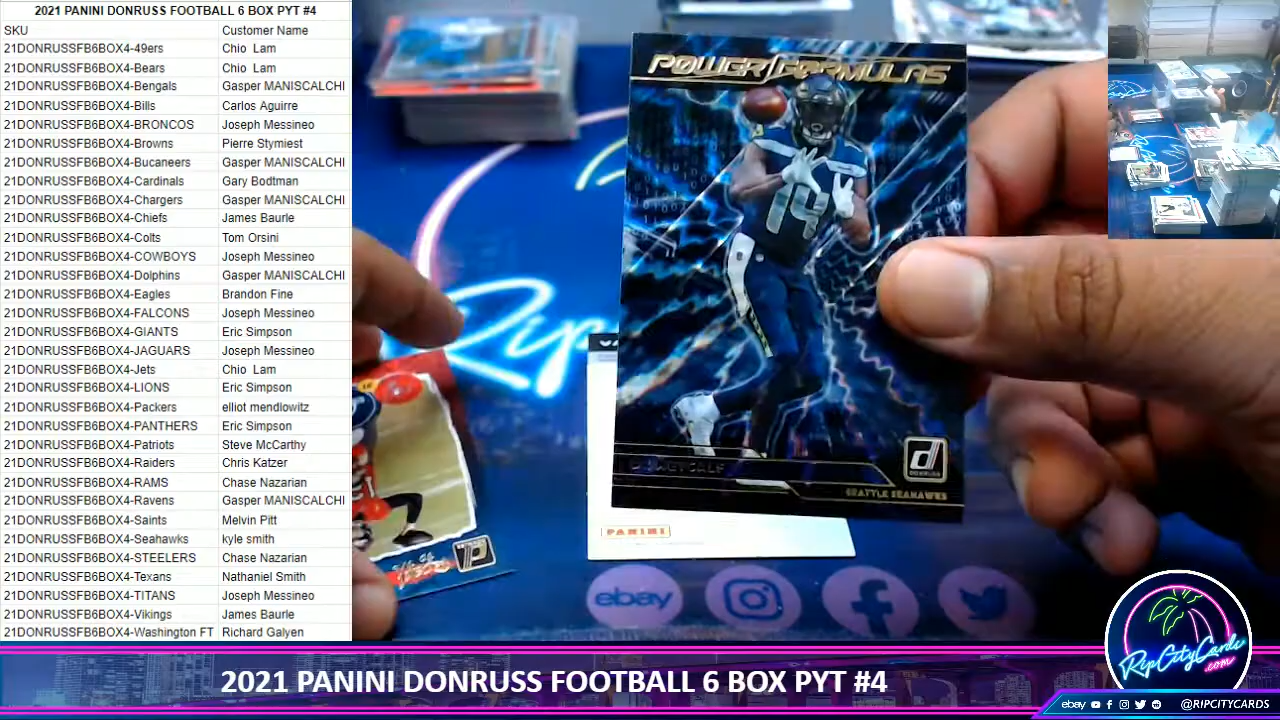 2021 PANINI DONRUSS FOOTBALL 6 BOX PYT #4
SKU Customer Name
21DONRUSSFB6BOX4-49ers Chio Lam
21DONRUSSFB6BOX4-Bears Chio Lam
21DONRUSSFB6BOX4-Bengals Gasper MANISCALCHI
21DONRUSSFB6BOX4-Bills Carlos Aguirre
21DONRUSSFB6BOX4-BRONCOS Joseph Messineo
21DONRUSSFB6BOX4-Browns Pierre Stymiest
21DONRUSSFB6BOX4-Bucaneers Gasper MANISCALCHI
21DONRUSSFB6BOX4-Cardinals Gary Bodtman
21DONRUSSFB6BOX4-Chargers Gasper MANISCALCHI
21DONRUSSFB6BOX4-Chiefs James Baurle
21DONRUSSFB6BOX4-Colts Tom Orsini
21DONRUSSFB6BOX4-COWBOYS Joseph Messineo
21DONRUSSFB6BOX4-Dolphins Gasper MANISCALCHI
21DONRUSSFB6BOX4-Eagles Brandon Fine
21DONRUSSFB6BOX4-FALCONS Joseph Messineo
21DONRUSSFB6BOX4-GIANTS Eric Simpson
21DONRUSSFB6BOX4-JAGUARS Joseph Messineo
21DONRUSSFB6BOX4-Jets Chio Lam
21DONRUSSFB6BOX4-LIONS Eric Simpson
21DONRUSSFB6BOX4-Packers elliot mendlowitz
21DONRUSSFB6BOX4-PANTHERS Eric Simpson
21DONRUSSFB6BOX4-Patriots Steve McCarthy
21DONRUSSFB6BOX4-Raiders Chris Katzer
21DONRUSSFB6BOX4-RAMS Chase Nazarian
21DONRUSSFB6BOX4-Ravens Gasper MANISCALCHI
21DONRUSSFB6BOX4-Saints Melvin Pitt
21DONRUSSFB6BOX4-Seahawks kyle smith
21DONRUSSFB6BOX4-STEELERS Chase Nazarian
21DONRUSSFB6BOX4-Texans Nathaniel Smith
21DONRUSSFB6BOX4-TITANS Joseph Messineo
21DONRUSSFB6BOX4-Vikings James Baurle
21DONRUSSFB6BOX4-Washington FT Richard Galyen
POWER FORMULAS
14
METCALF
DONRUSS
SEATTLE SEAHAWKS
PANINI
Rip
ebay
RipCityCards
.com
2021 PANINI DONRUSS FOOTBALL 6 BOX PYT #4
ebay @RIPCITYCARDS